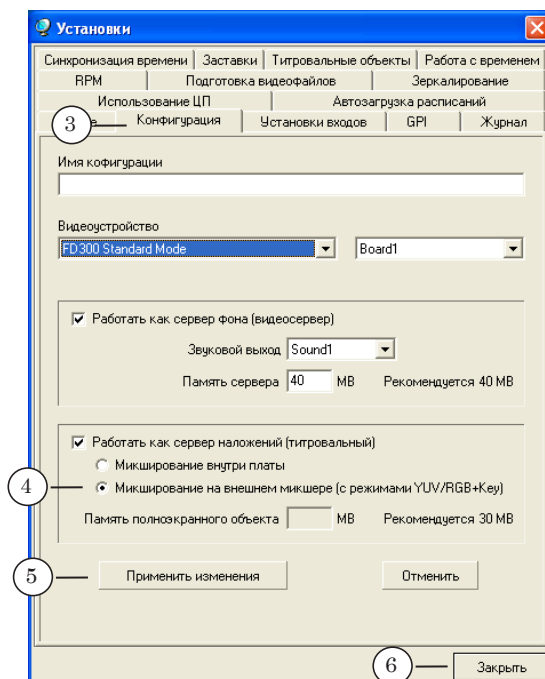 Установки
Синхронизация времени Заставки Титровальные объекты Работа с временем
RPM Подготовка видеофайлов Зеркалирование
Использование ЦП Автозагрузка расписаний
3 Конфигурация Установки входов GPI Журнал
Имя кофигурации
Видеоустройство
FD300 Standard Mode Board1
Работать как сервер фона (видеосервер)
Звуковой выход Sound1
Память сервера 40 MB Рекомендуется 40 MB
Работать как сервер наложений (титровальный)
Микширование внутри платы
4 Микширование на внешнем микшере (с режимами YUV/RGB+Key)
Память полноэкранного объекта MB Рекомендуется 30 MB
5 Применить изменения Отменить
6 Закрыть